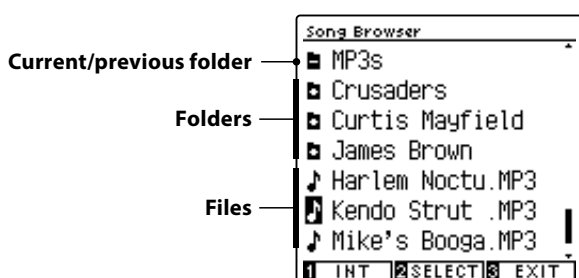 Song Browser
Current/previous folder
MP3s
Folders
Crusaders
Curtis Mayfield
James Brown
Files
Harlem Noctu.MP3
Kendo Strut .MP3
Mike's Booga.MP3
1 INT 2 SELECT 3 EXIT